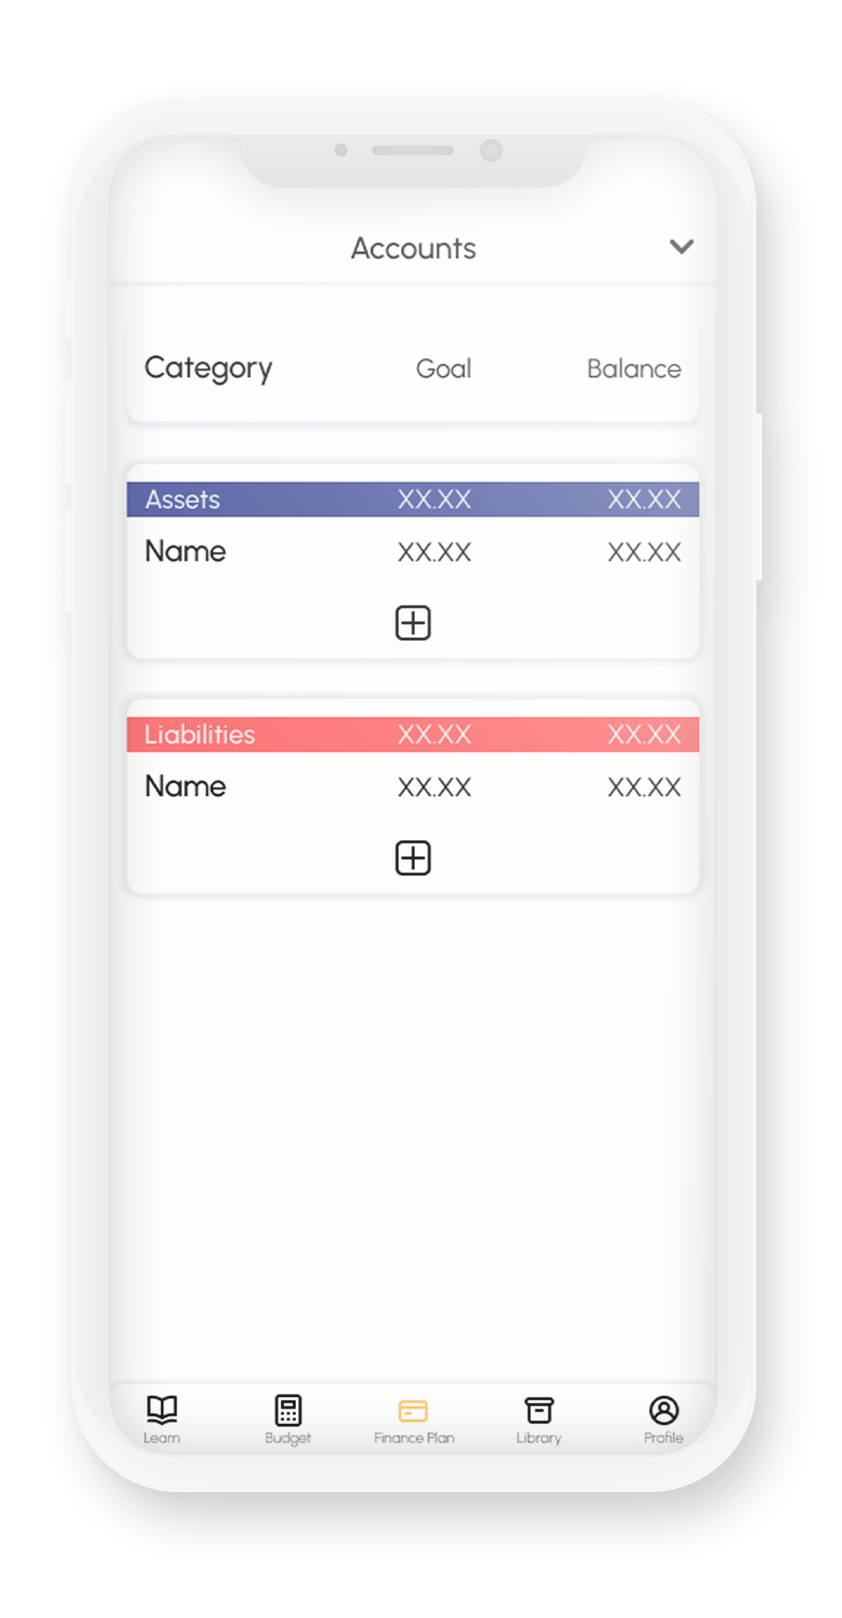 Accounts
Category Goal Balance
Assets XX.XX XX.XX
Name XX.XX XX.XX
Liabilities XX.XX XX.XX
Name XX.XX XX.XX
Learn Budget Finance Plan Library Profile